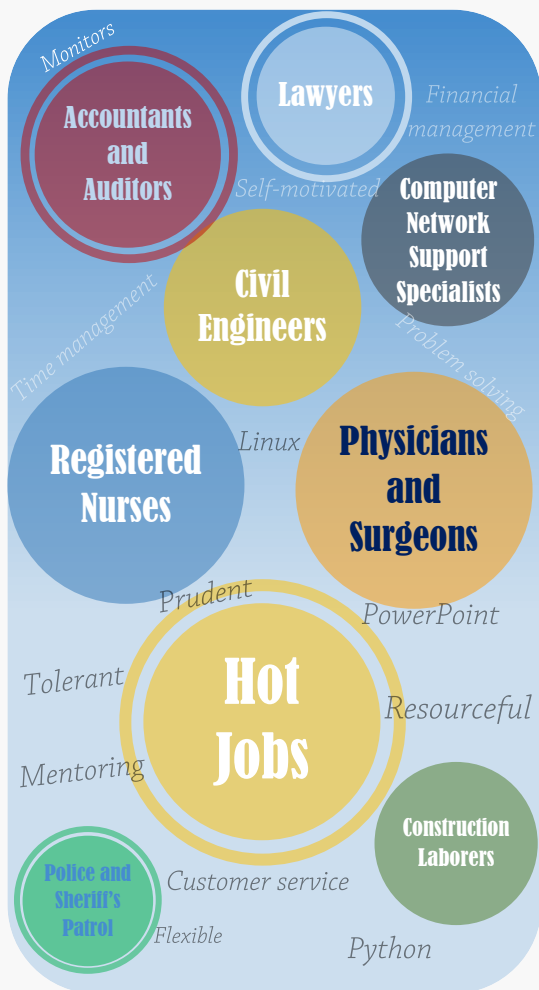 Monitors
Accountants
and
Auditors
Lawyers
Financial
management
Self-motivated
Computer
Network
Support
Specialists
Civil
Engineers
Time management
Problem solving
Registered
Nurses
Linux
Physicians
and
Surgeons
Prudent
PowerPoint
Hot
Jobs
Tolerant
Resourceful
Mentoring
Construction
Laborers
Police and
Sheriff's
Patrol
Customer service
Flexible
Python